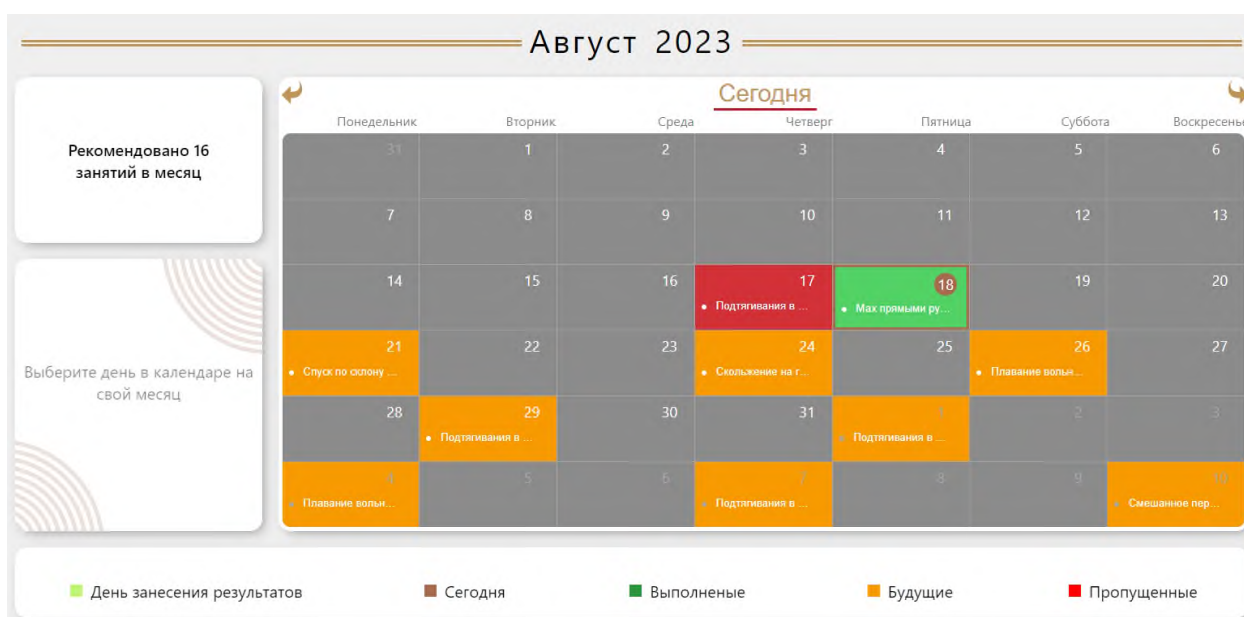 Август 2023
Рекомендовано 16
занятий в месяц
Выберите день в календаре на
свой месяц
Сегодня
Понедельник Вторник Среда Четверг Пятница Суббота Воскресенье
31 1 2 3 4 5 6
7 8 9 10 11 12 13
14 15 16 17 18 19 20
• Подтягивания в ... • Мах прямыми ру...
21 22 23 24 25 26 27
• Спуск по склону ... • Скольжение на г... • Плавание вольн...
28 29 30 31 1 2 3
• Подтягивания в ... • Подтягивания в ...
4 5 6 7 8 9 10
• Плавание вольн... • Подтягивания в ... • Смешанное пер...
День занесения результатов Сегодня Выполненые Будущие Пропущенные